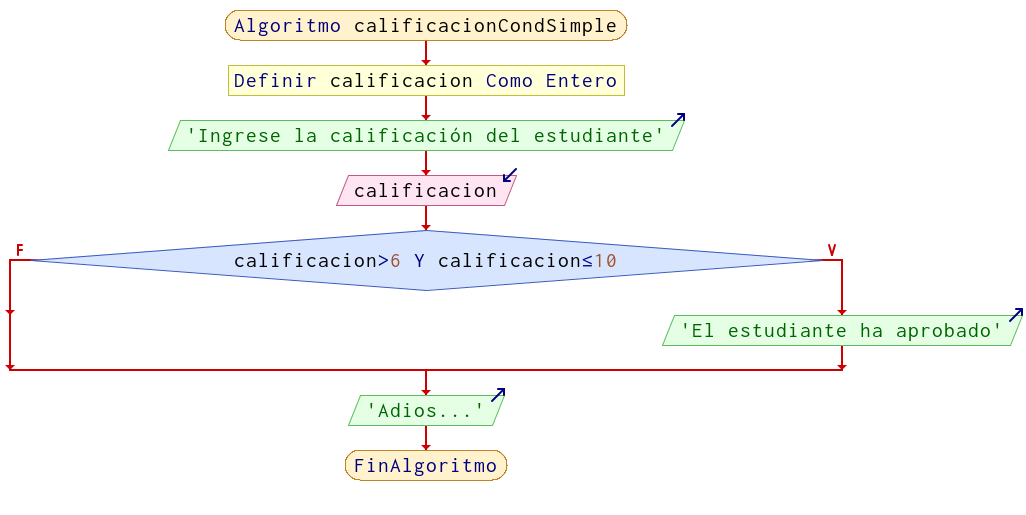 Algoritmo calificacionCondSimple
Definir calificacion Como Entero
'Ingrese la calificación del estudiante'
calificacion
F
V
calificacion>6 Y calificacion≤10
'El estudiante ha aprobado'
'Adios...'
FinAlgoritmo